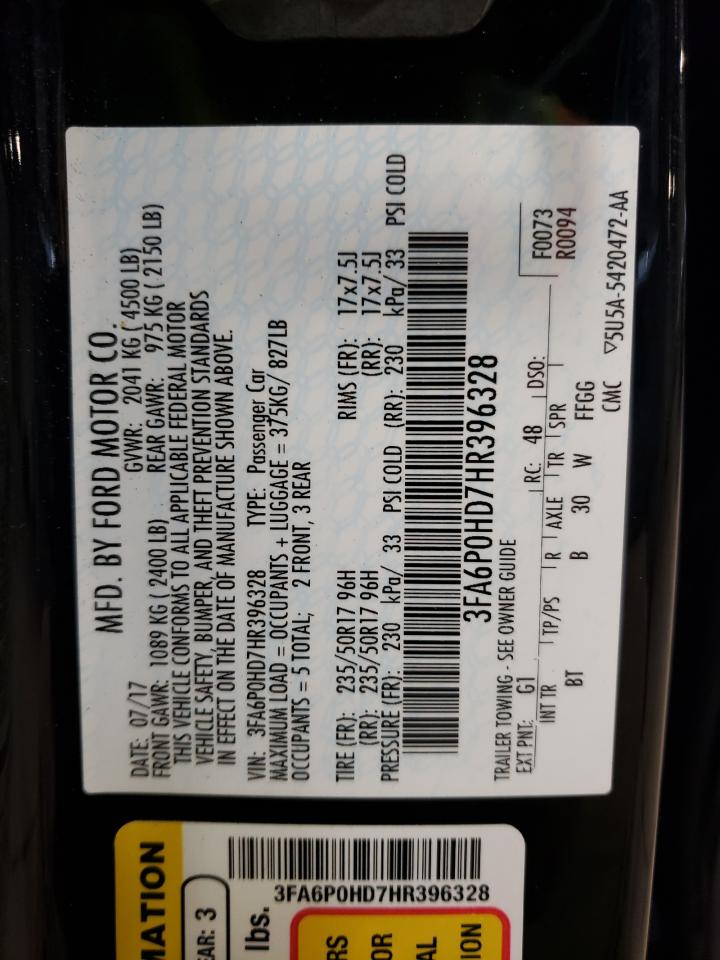 MFD. BY FORD MOTOR CO.
DATE: 07/17 GVWR: 2041 KG ( 4500 LB)
FRONT GAWR: 1089 KG ( 2400 LB) REAR GAWR: 975 KG ( 2150 LB)
THIS VEHICLE CONFORMS TO ALL APPLICABLE FEDERAL MOTOR
VEHICLE SAFETY, BUMPER, AND THEFT PREVENTION STANDARDS
IN EFFECT ON THE DATE OF MANUFACTURE SHOWN ABOVE.
VIN: 3FA6P0HD7HR396328 TYPE: Passenger Car
MAXIMUM LOAD = OCCUPANTS + LUGGAGE = 375KG/ 827LB
OCCUPANTS = 5 TOTAL; 2 FRONT, 3 REAR
TIRE (FR): 235/50R17 96H RIMS (FR): 17x7.5J
(RR): 235/50R17 96H (RR): 17x7.5J
PRESSURE (FR): 230 kPa/ 33 PSI COLD (RR): 230 kPa/ 33 PSI COLD
3FA6P0HD7HR396328
TRAILER TOWING - SEE OWNER GUIDE
EXT PNT: G1 RC: 48 DSO:
F0073
R0094
INT TR TP/PS R AXLE TR SPR
BT B 30 W FFGG
CMC ▽5U5A-5420472-AA
MATION
EAR: 3
lbs.
3FA6P0HD7HR396328
RS
OR
AL
ION